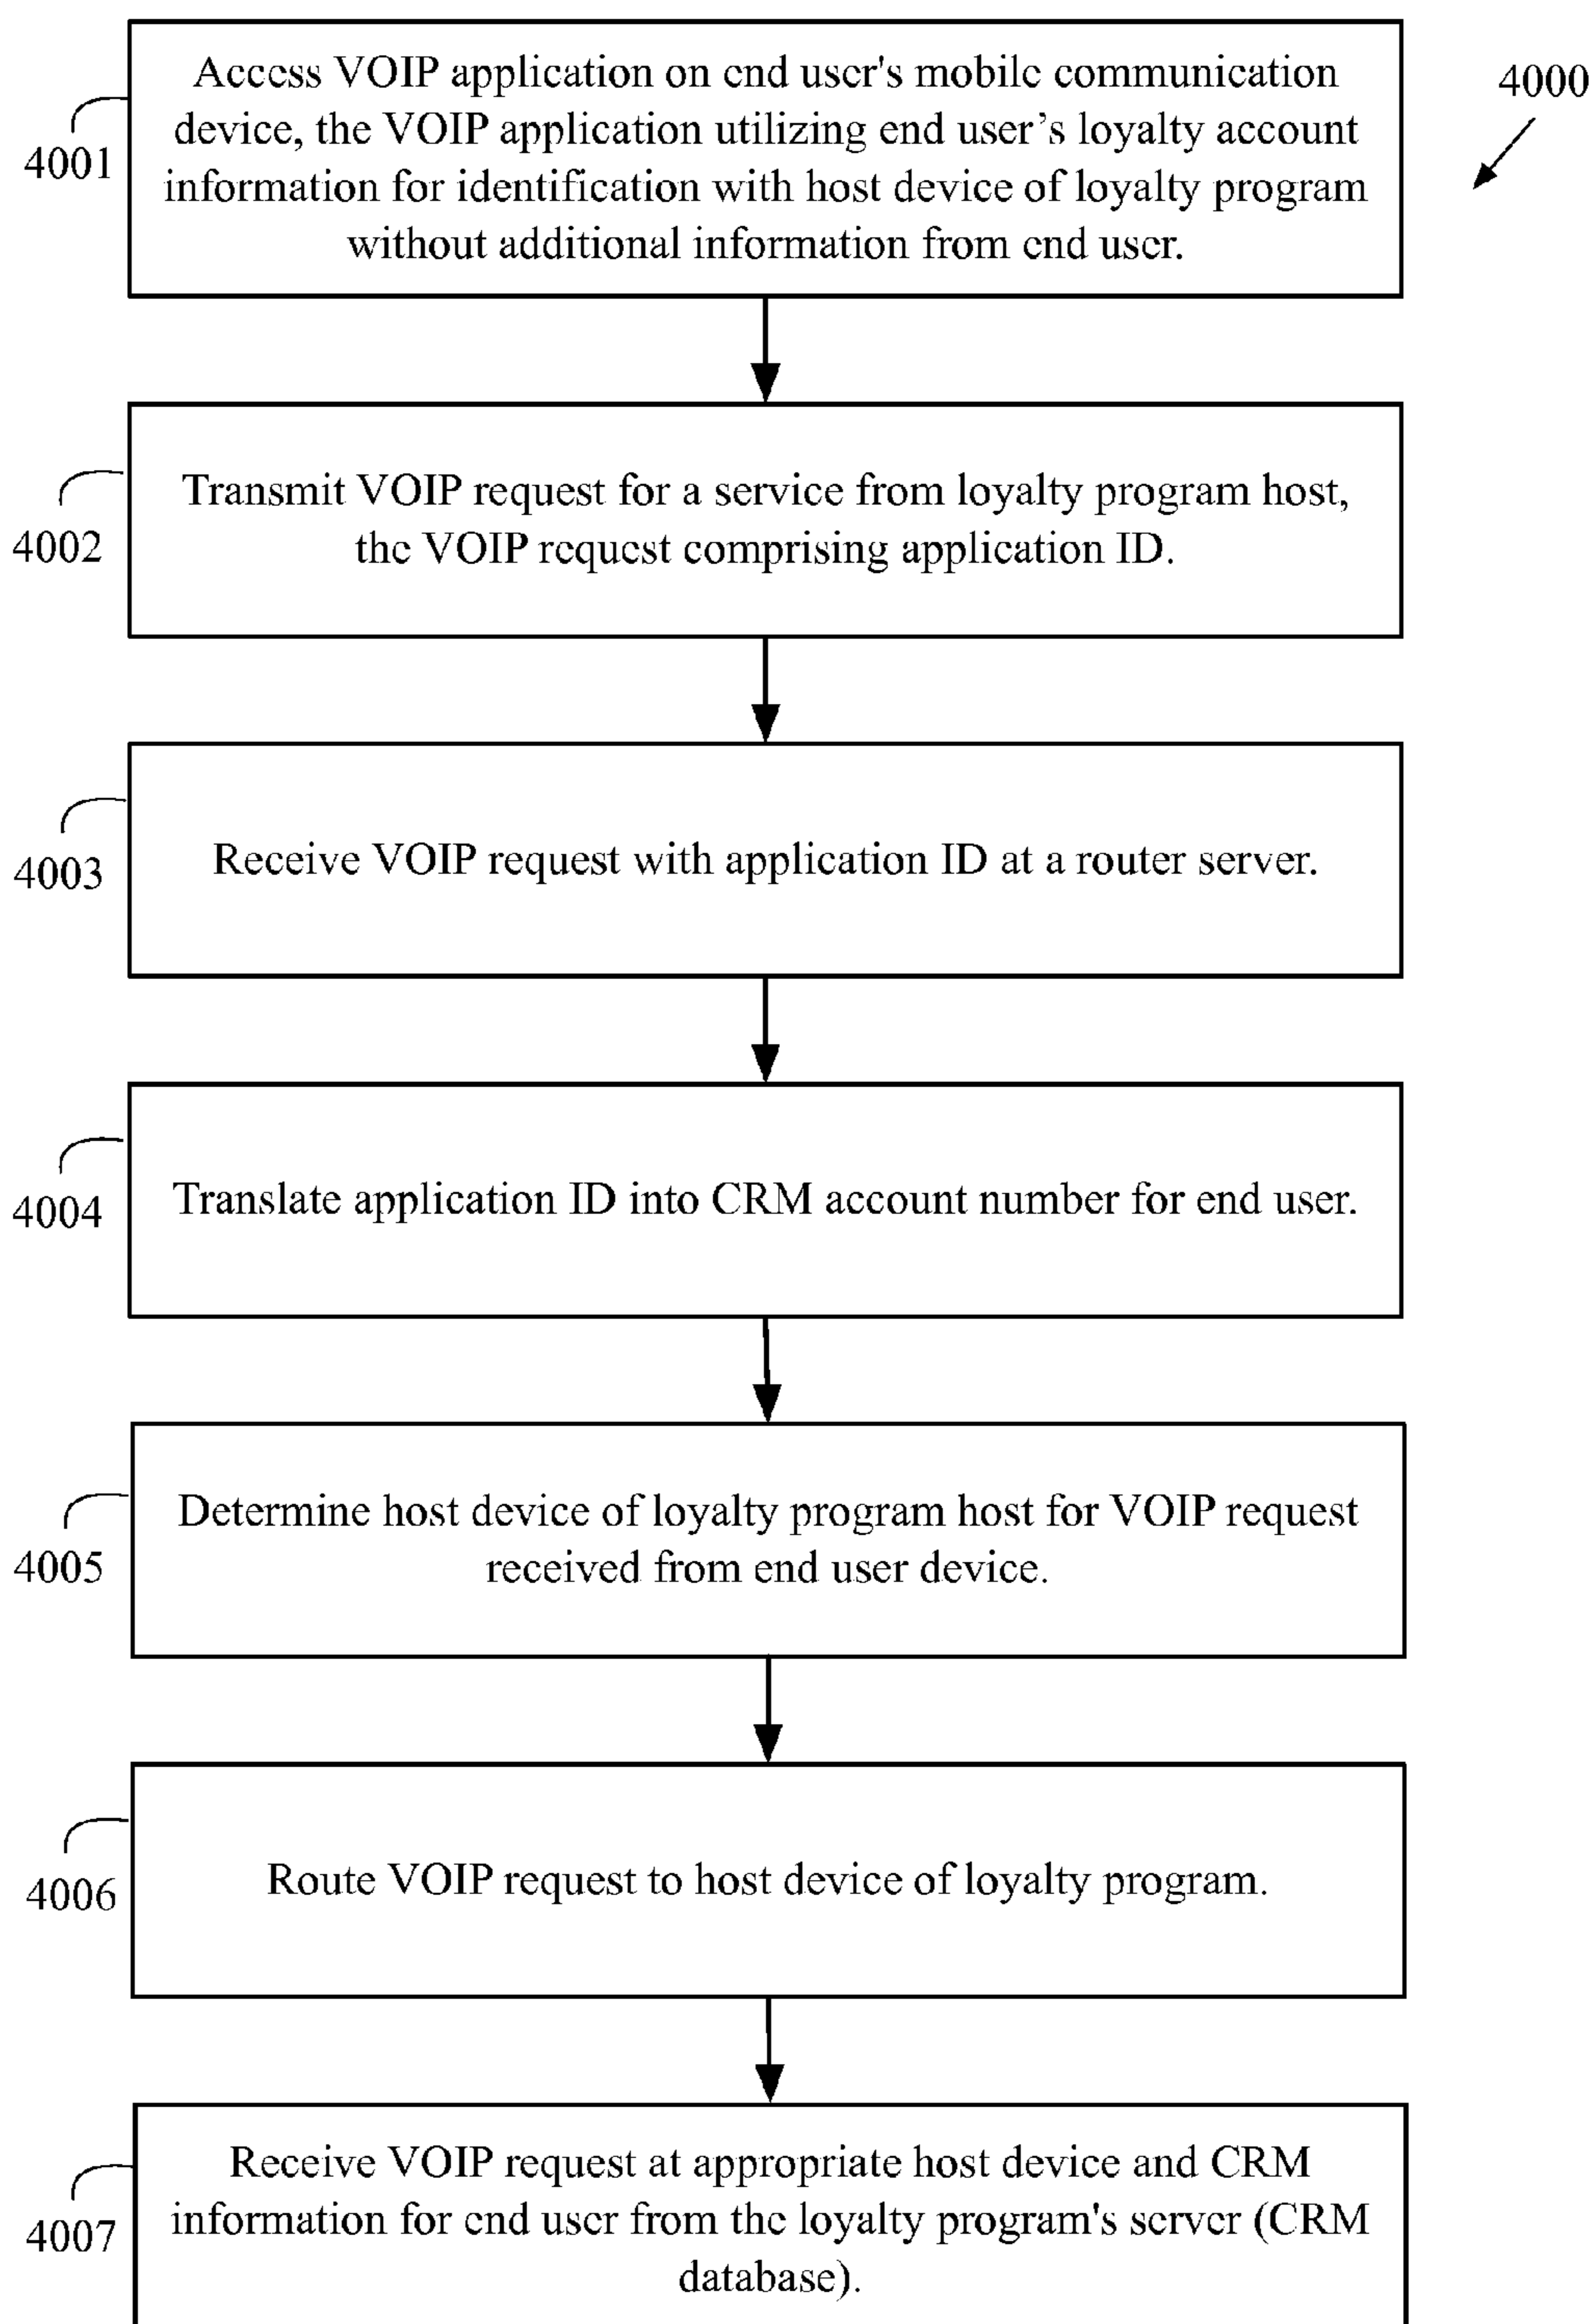 4000
Access VOIP application on end user's mobile communication
device, the VOIP application utilizing end user’s loyalty account
information for identification with host device of loyalty program
without additional information from end user.
4001
Transmit VOIP request for a service from loyalty program host,
the VOIP request comprising application ID.
4002
Receive VOIP request with application ID at a router server.
4003
Translate application ID into CRM account number for end user.
4004
Determine host device of loyalty program host for VOIP request
received from end user device.
4005
Route VOIP request to host device of loyalty program.
4006
Receive VOIP request at appropriate host device and CRM
information for end user from the loyalty program's server (CRM
database).
4007